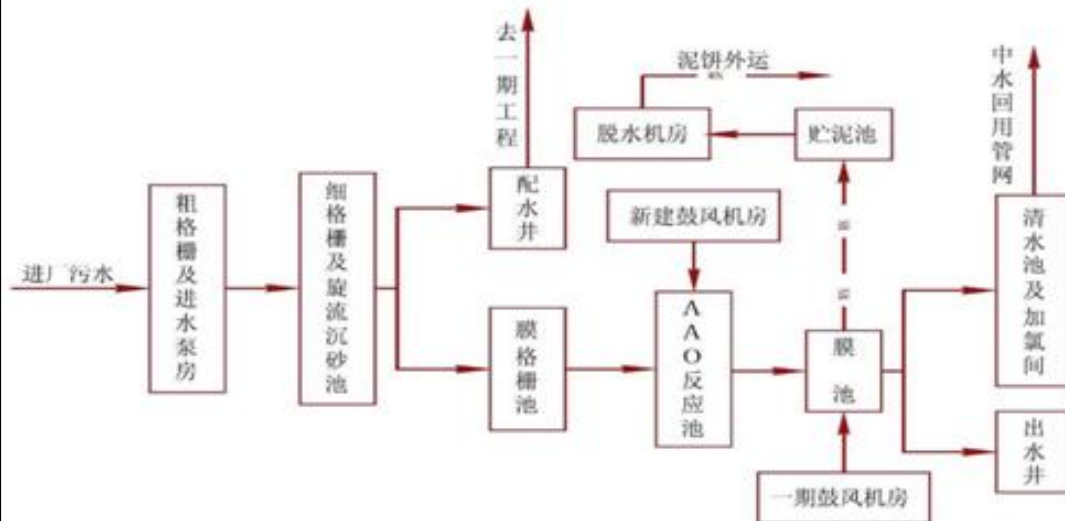 进厂污水
粗格栅及进水泵房
细格栅及旋流沉砂池
去一期工程
配水井
膜格栅池
新建鼓风机房
AAO反应池
泥饼外运
脱水机房
贮泥池
膜池
一期鼓风机房
中水回用管网
清水池及加氯间
出水井